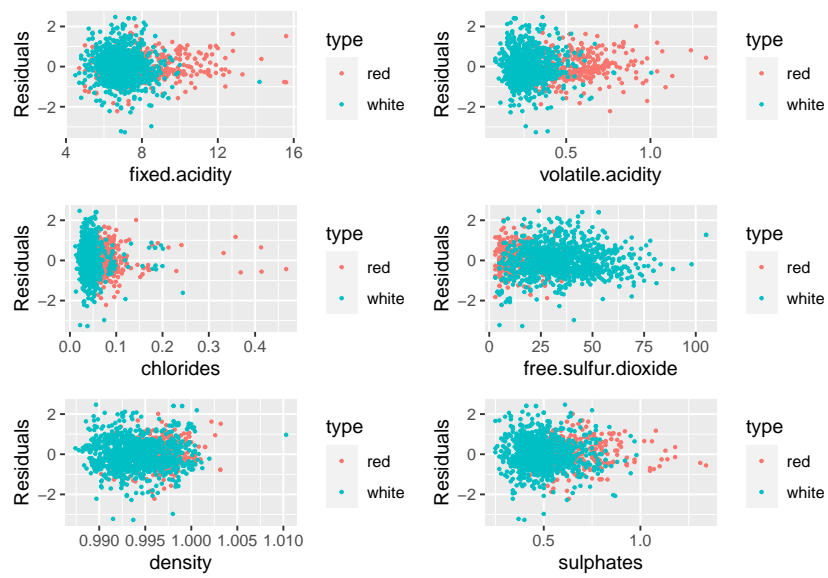 Residuals
2
0
−2
4
8
12
16
fixed.acidity
type
red
white
Residuals
2
0
−2
0.5
1.0
volatile.acidity
type
red
white
Residuals
2
0
−2
0.0
0.1
0.2
0.3
0.4
chlorides
type
red
white
Residuals
2
0
−2
0
25
50
75
100
free.sulfur.dioxide
type
red
white
Residuals
2
0
−2
0.990
0.995
1.000
1.005
1.010
density
type
red
white
Residuals
2
0
−2
0.5
1.0
sulphates
type
red
white